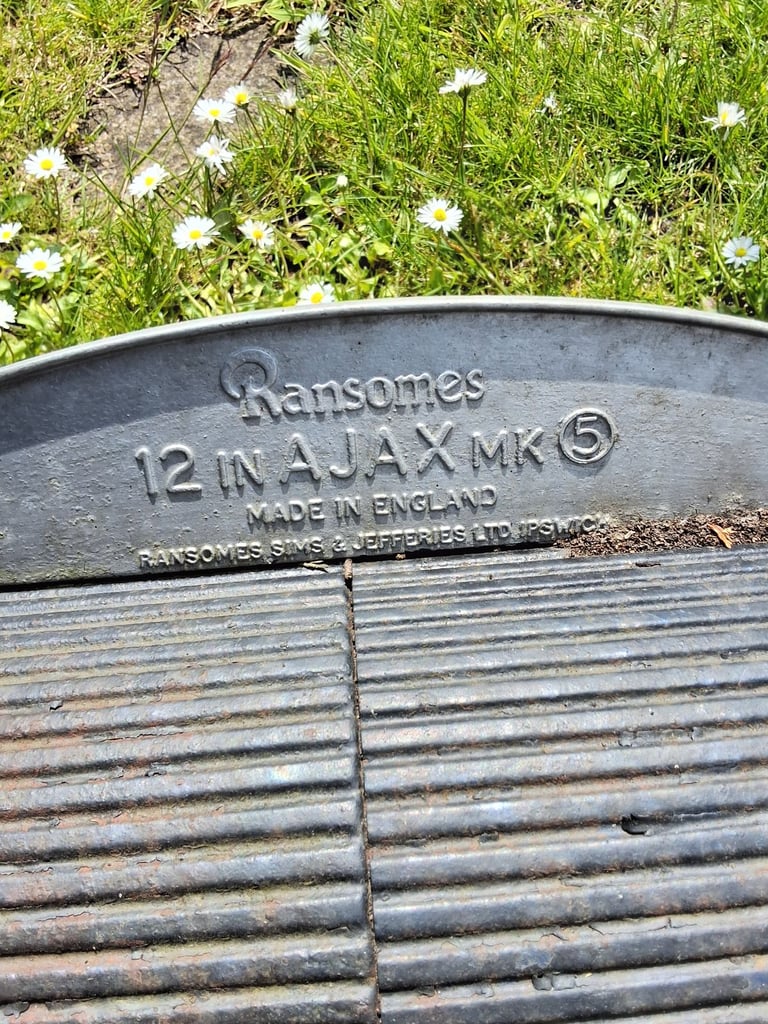 Ransomes
12 IN AJAX MK 5
MADE IN ENGLAND
RANSOMES SIMS & JEFFERIES LTD. IPSWICH